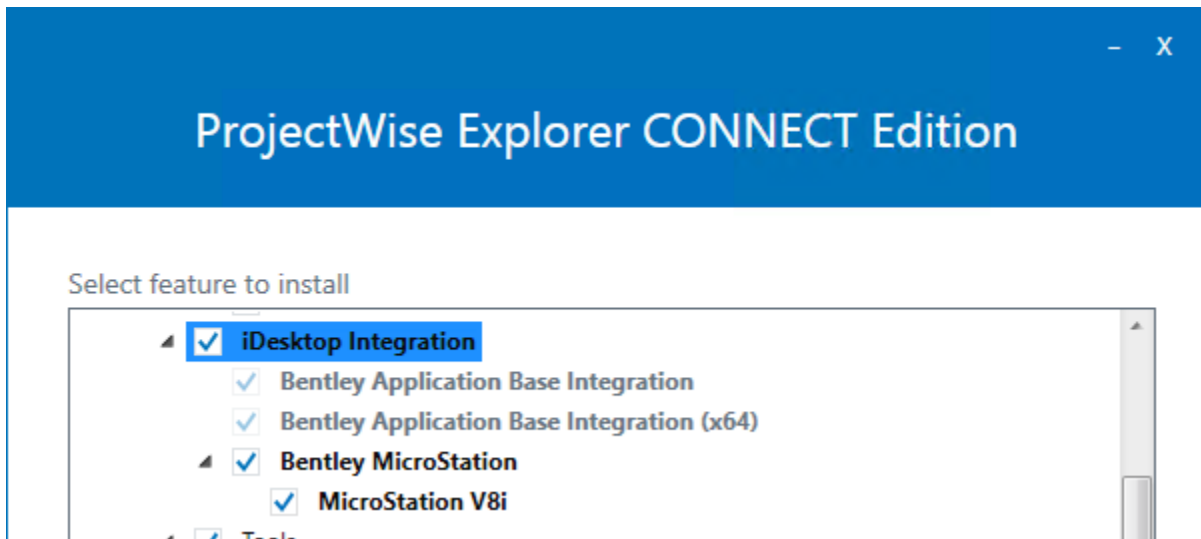 – X
ProjectWise Explorer CONNECT Edition
Select feature to install
iDesktop Integration
Bentley Application Base Integration
Bentley Application Base Integration (x64)
Bentley MicroStation
MicroStation V8i
Tools